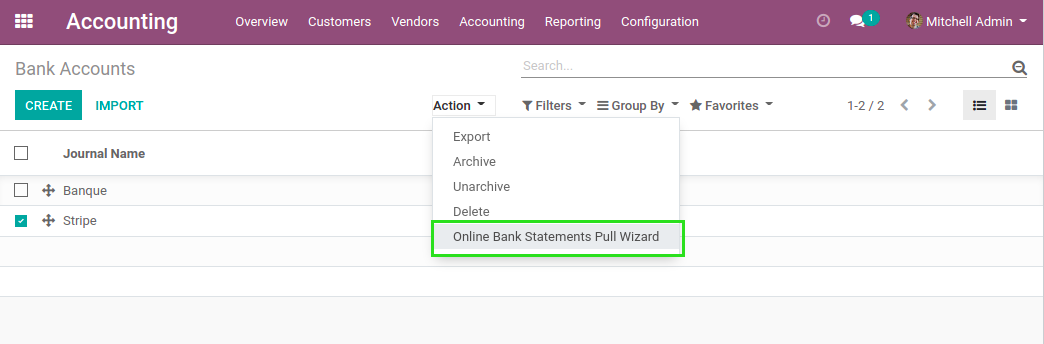 Accounting Overview Customers Vendors Accounting Reporting Configuration 1 Mitchell Admin
Bank Accounts Search...
CREATE IMPORT Action Filters Group By Favorites 1-2 / 2
Export
Journal Name
Archive
Unarchive
Banque
Delete
Stripe
Online Bank Statements Pull Wizard